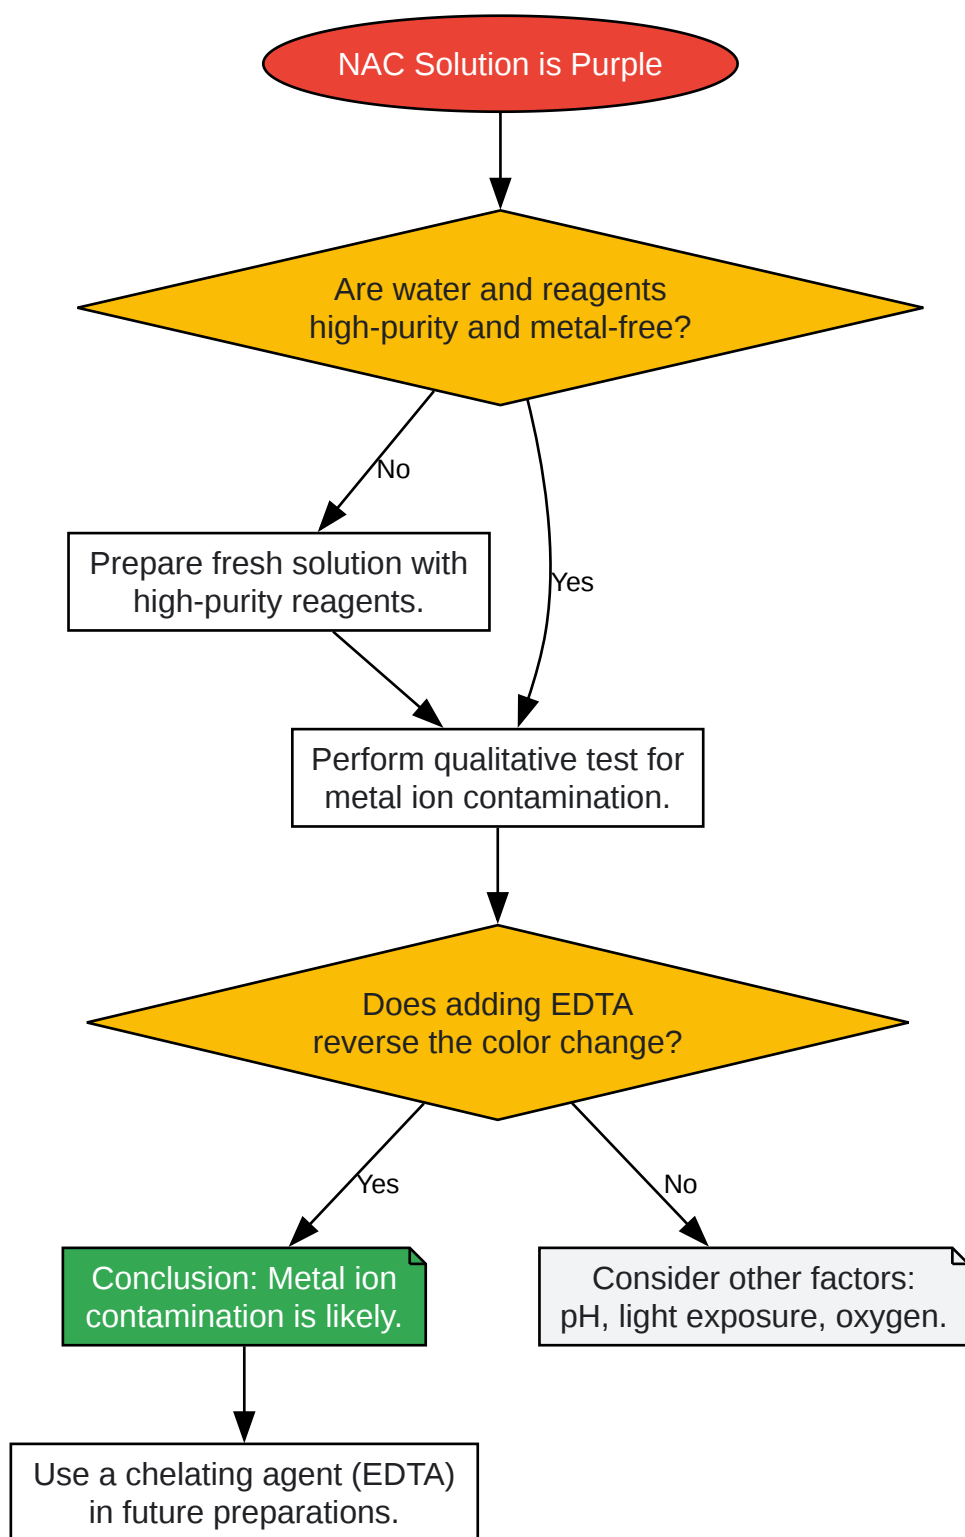 NAC Solution is Purple
Are water and reagents
high-purity and metal-free?
No
Prepare fresh solution with
high-purity reagents.
Yes
Perform qualitative test for
metal ion contamination.
Does adding EDTA
reverse the color change?
Yes
No
Conclusion: Metal ion
contamination is likely.
Consider other factors:
pH, light exposure, oxygen.
Use a chelating agent (EDTA)
in future preparations.